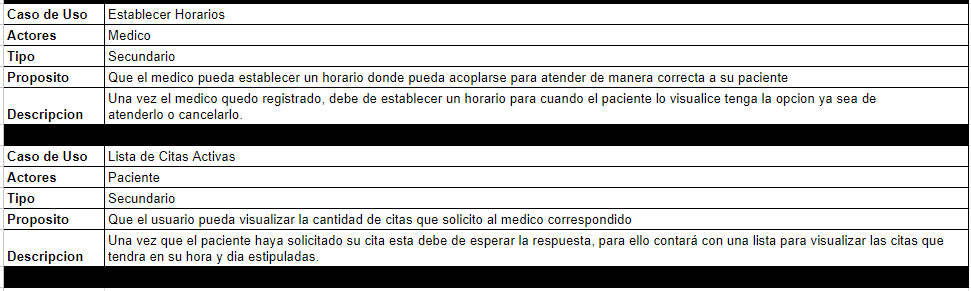 Caso de Uso Establecer Horarios
Actores Medico
Tipo Secundario
Proposito Que el medico pueda establecer un horario donde pueda acoplarse para atender de manera correcta a su paciente
Descripcion Una vez el medico quedo registrado, debe de establecer un horario para cuando el paciente lo visualice tenga la opcion ya sea de
atenderlo o cancelarlo.
Caso de Uso Lista de Citas Activas
Actores Paciente
Tipo Secundario
Proposito Que el usuario pueda visualizar la cantidad de citas que solicito al medico correspondido
Descripcion Una vez que el paciente haya solicitado su cita esta debe de esperar la respuesta, para ello contará con una lista para visualizar las citas que
tendra en su hora y dia estipuladas.